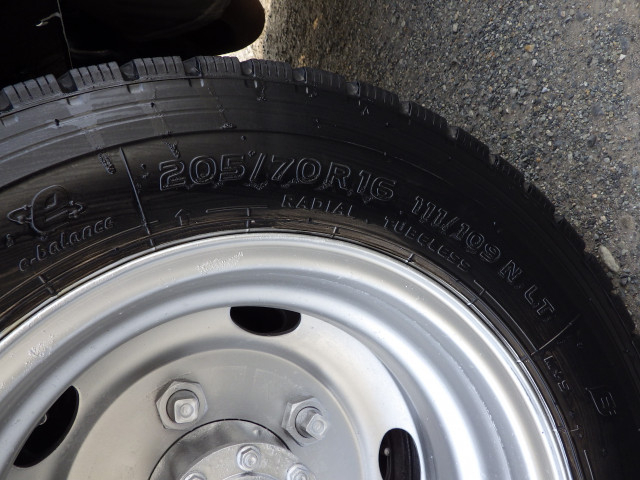 205/70R16 111/109 N LT
RADIAL TUBELESS
e.balance